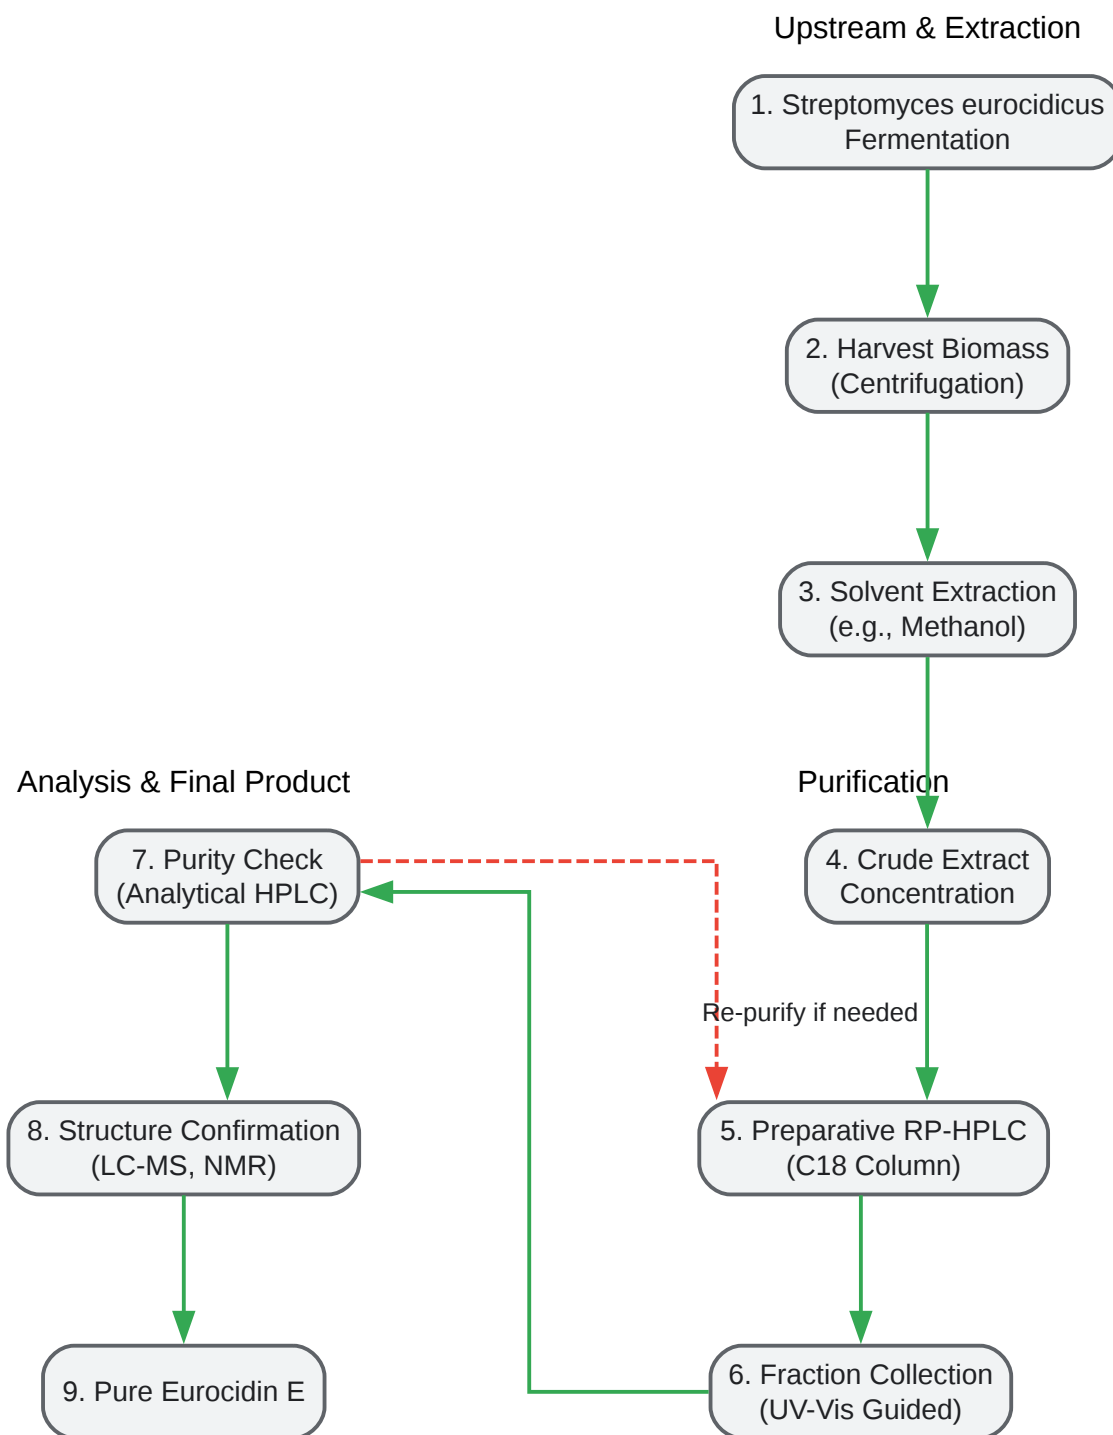 Upstream & Extraction
1. Streptomyces eurocidicus
Fermentation
2. Harvest Biomass
(Centrifugation)
3. Solvent Extraction
(e.g., Methanol)
Purification
4. Crude Extract
Concentration
Re-purify if needed
5. Preparative RP-HPLC
(C18 Column)
6. Fraction Collection
(UV-Vis Guided)
Analysis & Final Product
7. Purity Check
(Analytical HPLC)
8. Structure Confirmation
(LC-MS, NMR)
9. Pure Eurocidin E